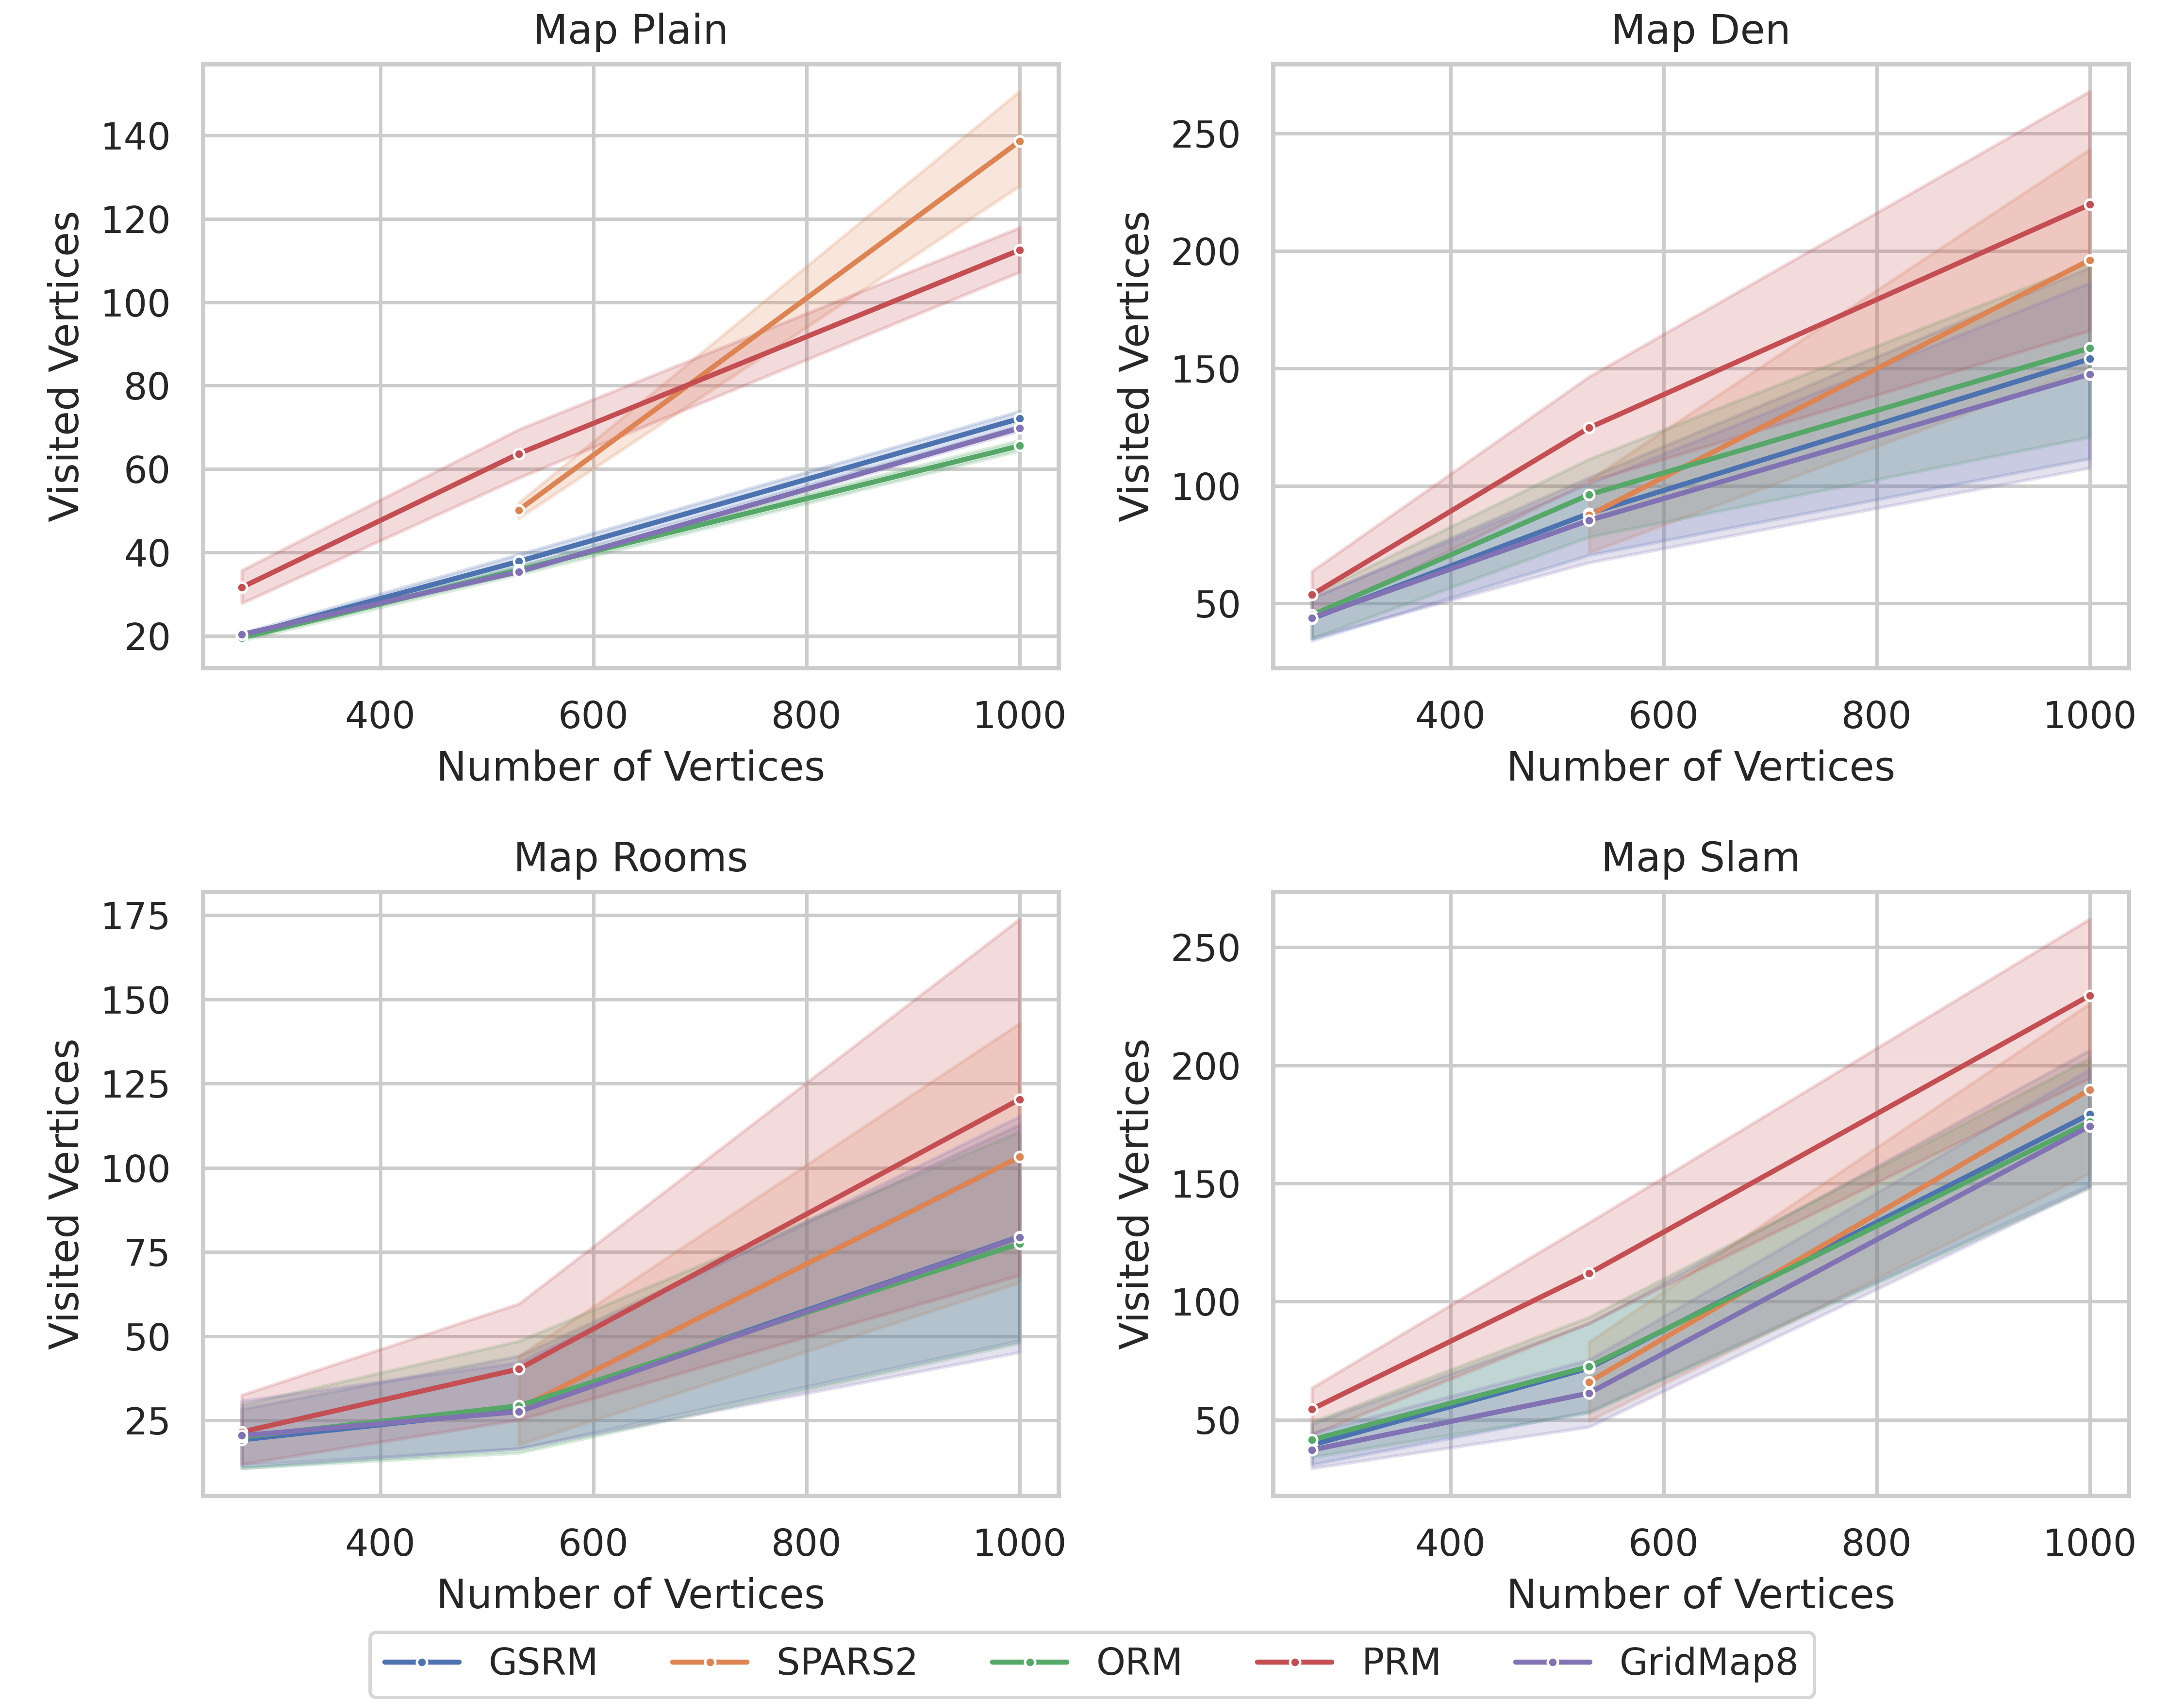 Map Plain
Visited Vertices
140
120
100
80
60
40
20
400 600 800 1000
Number of Vertices
Map Den
Visited Vertices
250
200
150
100
50
400 600 800 1000
Number of Vertices
Map Rooms
Visited Vertices
175
150
125
100
75
50
25
400 600 800 1000
Number of Vertices
Map Slam
Visited Vertices
250
200
150
100
50
400 600 800 1000
Number of Vertices
GSRM SPARS2 ORM PRM GridMap8